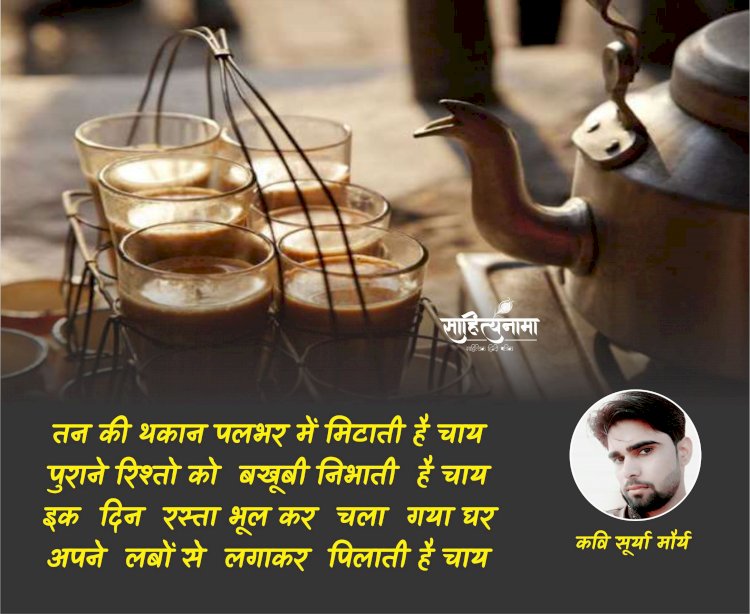 साहित्यनामा
तन की थकान पलभर में मिटाती है चाय
पुराने रिश्तो को बखूबी निभाती है चाय
इक दिन रस्ता भूल कर चला गया घर
अपने लबों से लगाकर पिलाती है चाय
कवि सूर्या मौर्य